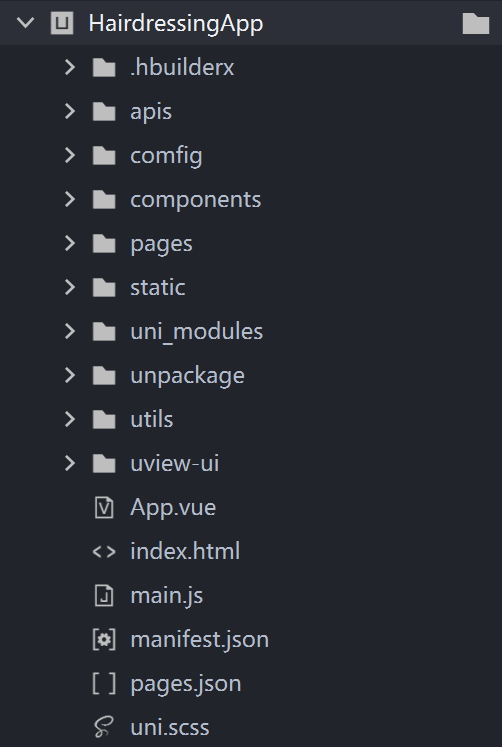 HairdressingApp
.hbuilderx
apis
comfig
components
pages
static
uni_modules
unpackage
utils
uview-ui
App.vue
index.html
main.js
manifest.json
pages.json
uni.scss